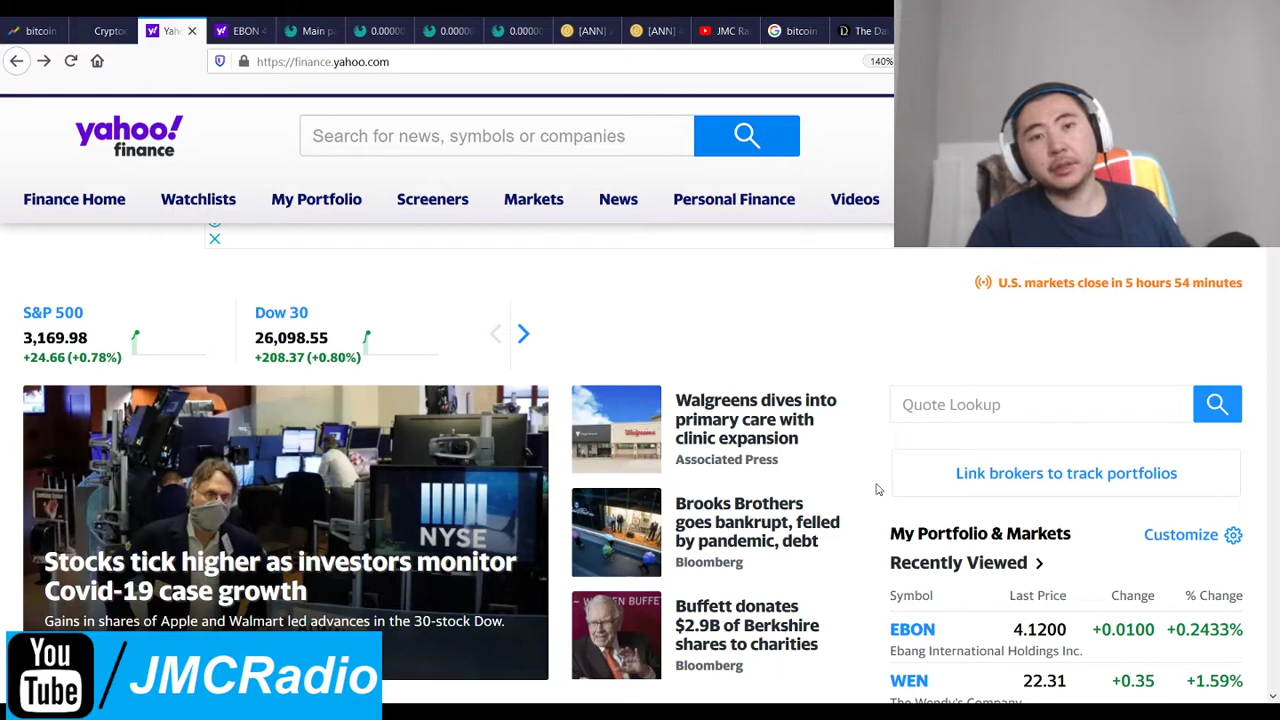 bitcoin
Cryptoc
Yah
EBON 4
Main p
0.00000
0.00000
0.00000
[ANN]
[ANN]
JMC Ra
bitcoin
The Da
https://finance.yahoo.com
140%
yahoo!
finance
Search for news, symbols or companies
Finance Home
Watchlists
My Portfolio
Screeners
Markets
News
Personal Finance
Videos
U.S. markets close in 5 hours 54 minutes
S&P 500
3,169.98
+24.66 (+0.78%)
Dow 30
26,098.55
+208.37 (+0.80%)
NYSE
Stocks tick higher as investors monitor
Covid-19 case growth
Gains in shares of Apple and Walmart led advances in the 30-stock Dow.
Walgreens dives into
primary care with
clinic expansion
Associated Press
Brooks Brothers
goes bankrupt, felled
by pandemic, debt
Bloomberg
Buffett donates
$2.9B of Berkshire
shares to charities
Bloomberg
Quote Lookup
Link brokers to track portfolios
My Portfolio & Markets
Customize
Recently Viewed
Symbol Last Price Change % Change
EBON 4.1200 +0.0100 +0.2433%
Ebang International Holdings Inc.
WEN 22.31 +0.35 +1.59%
The Wendy's Company
You
Tube
/JMCRadio